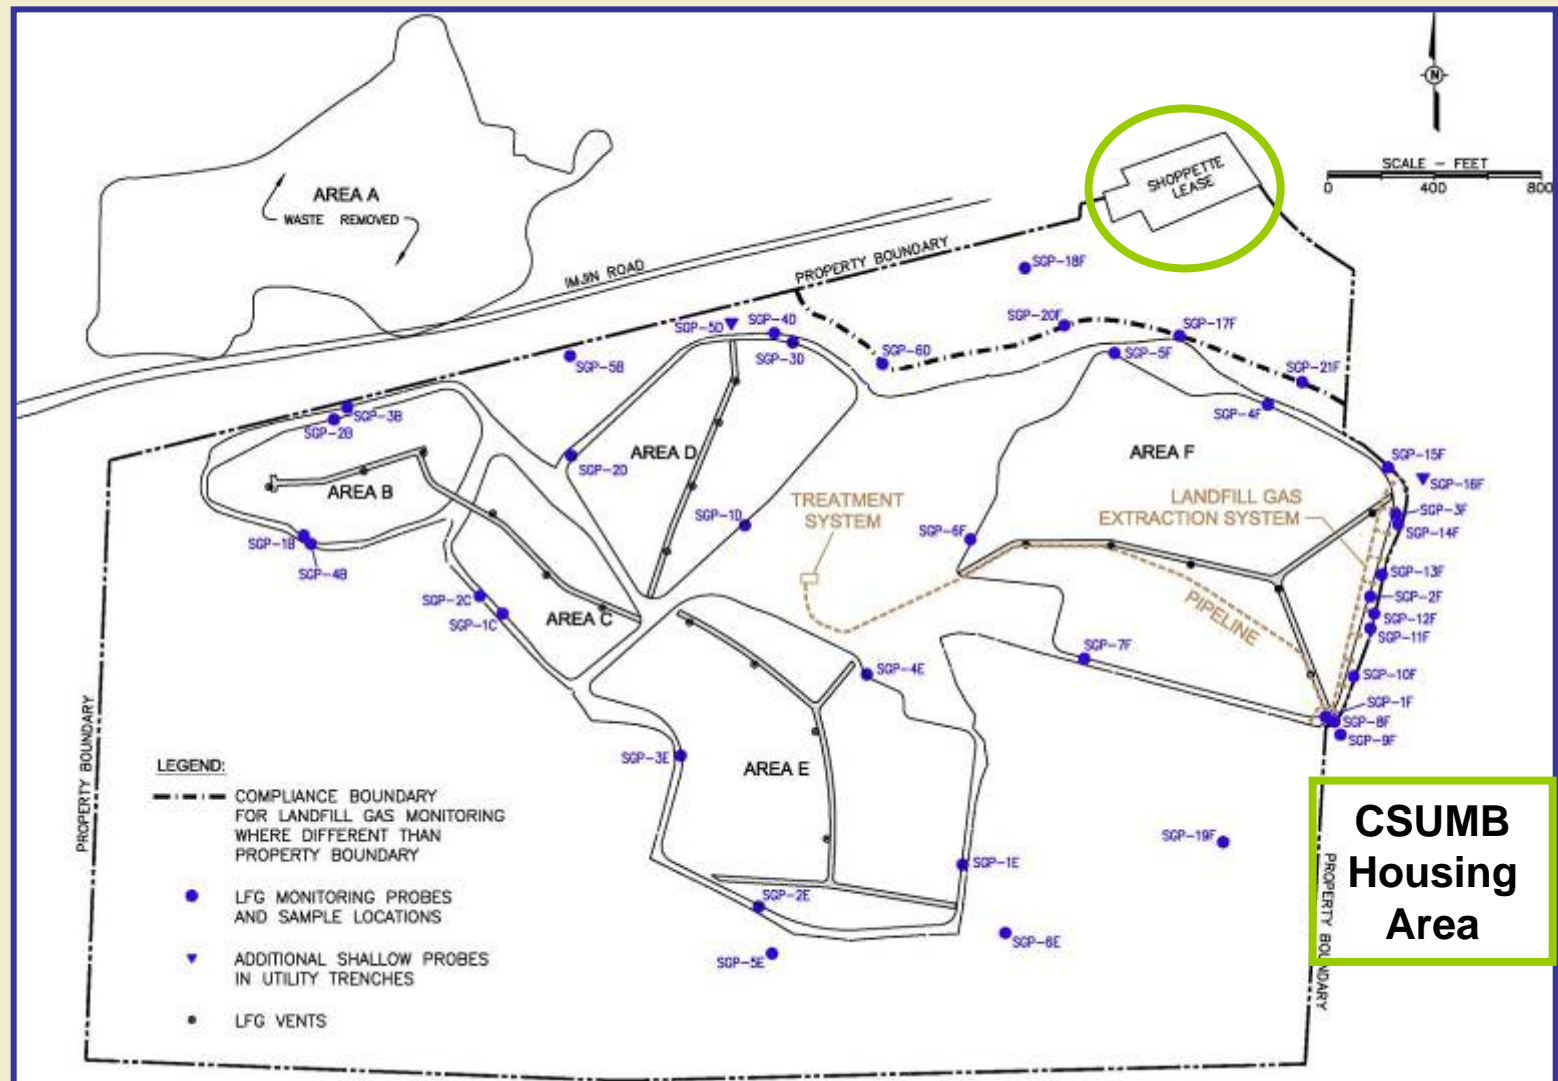 N
SCALE – FEET
0 400 800
SHOPPETTE
LEASE
AREA A
WASTE REMOVED
IMJIN ROAD
PROPERTY BOUNDARY
SGP-18F
SGP-5D
SGP-4D
SGP-3D
SGP-20F
SGP-17F
SGP-6D
SGP-5F
SGP-5B
SGP-21F
SGP-4F
SGP-3B
SGP-2B
SGP-2D
AREA D
AREA F
SGP-15F
SGP-16F
AREA B
TREATMENT
SYSTEM
LANDFILL GAS
EXTRACTION SYSTEM
SGP-3F
SGP-14F
SGP-1D
SGP-1B
SGP-4B
SGP-6F
SGP-13F
SGP-2F
SGP-12F
SGP-11F
PIPELINE
SGP-2C
SGP-1C
AREA C
SGP-7F
SGP-4E
SGP-10F
SGP-1F
SGP-8F
SGP-9F
PROPERTY BOUNDARY
SGP-3E
AREA E
LEGEND:
COMPLIANCE BOUNDARY
FOR LANDFILL GAS MONITORING
WHERE DIFFERENT THAN
PROPERTY BOUNDARY
LFG MONITORING PROBES
AND SAMPLE LOCATIONS
ADDITIONAL SHALLOW PROBES
IN UTILITY TRENCHES
LFG VENTS
SGP-19F
SGP-1E
SGP-2E
SGP-6E
SGP-5E
CSUMB
Housing
Area
PROPERTY BOUNDARY